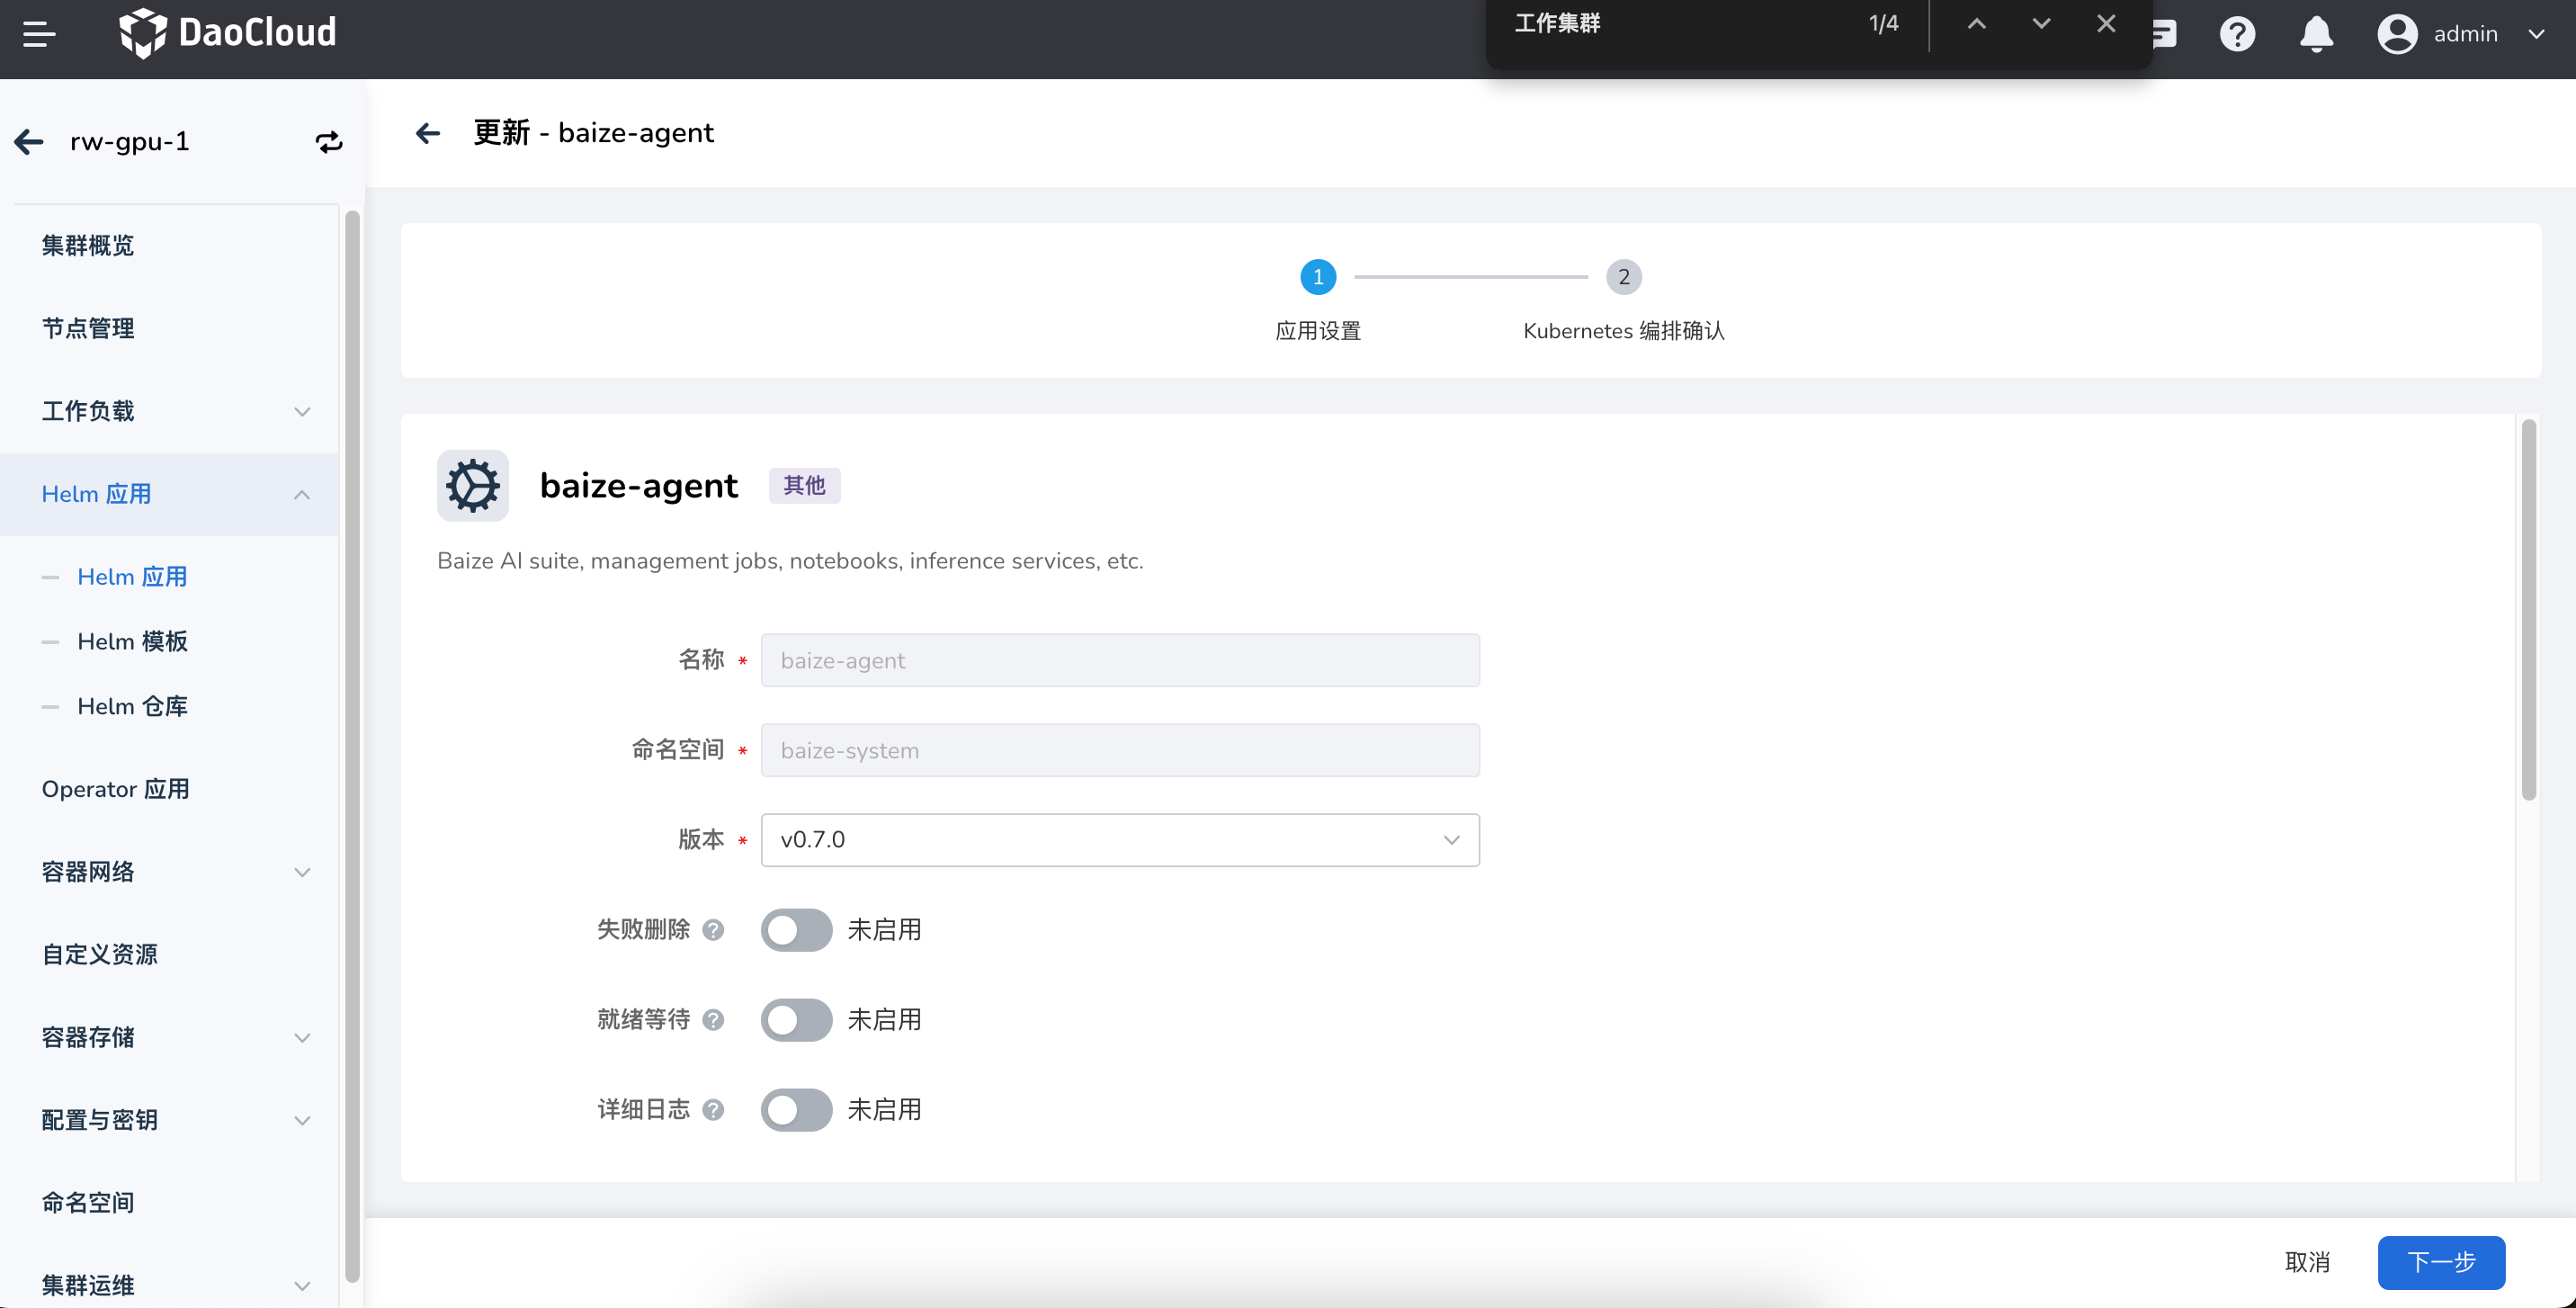 DaoCloud
工作集群
1/4
admin
rw-gpu-1
集群概览
节点管理
工作负载
Helm 应用
Helm 应用
Helm 模板
Helm 仓库
Operator 应用
容器网络
自定义资源
容器存储
配置与密钥
命名空间
集群运维
更新 - baize-agent
1
2
应用设置
Kubernetes 编排确认
baize-agent
其他
Baize AI suite, management jobs, notebooks, inference services, etc.
名称 * baize-agent
命名空间 * baize-system
版本 * v0.7.0
失败删除 ? 未启用
就绪等待 ? 未启用
详细日志 ? 未启用
取消
下一步